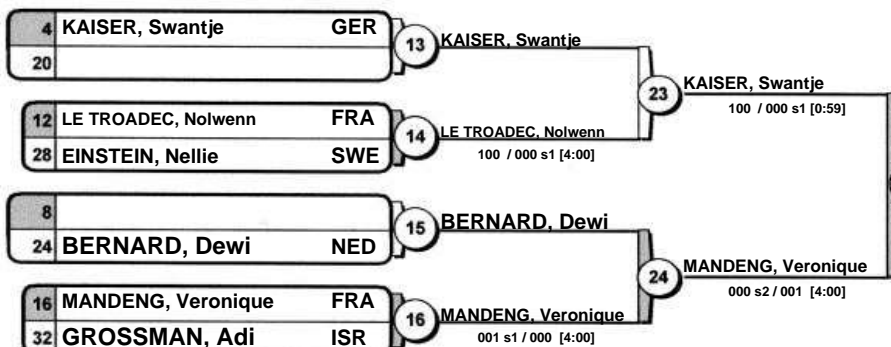 4 KAISER, Swantje GER
20
13
KAISER, Swantje
12 LE TROADEC, Nolwenn FRA
28 EINSTEIN, Nellie SWE
14
LE TROADEC, Nolwenn
100 / 000 s1 [4:00]
23
KAISER, Swantje
100 / 000 s1 [0:59]
8
24 BERNARD, Dewi NED
15
BERNARD, Dewi
16 MANDENG, Veronique FRA
32 GROSSMAN, Adi ISR
16
MANDENG, Veronique
001 s1 / 000 [4:00]
24
MANDENG, Veronique
000 s2 / 001 [4:00]